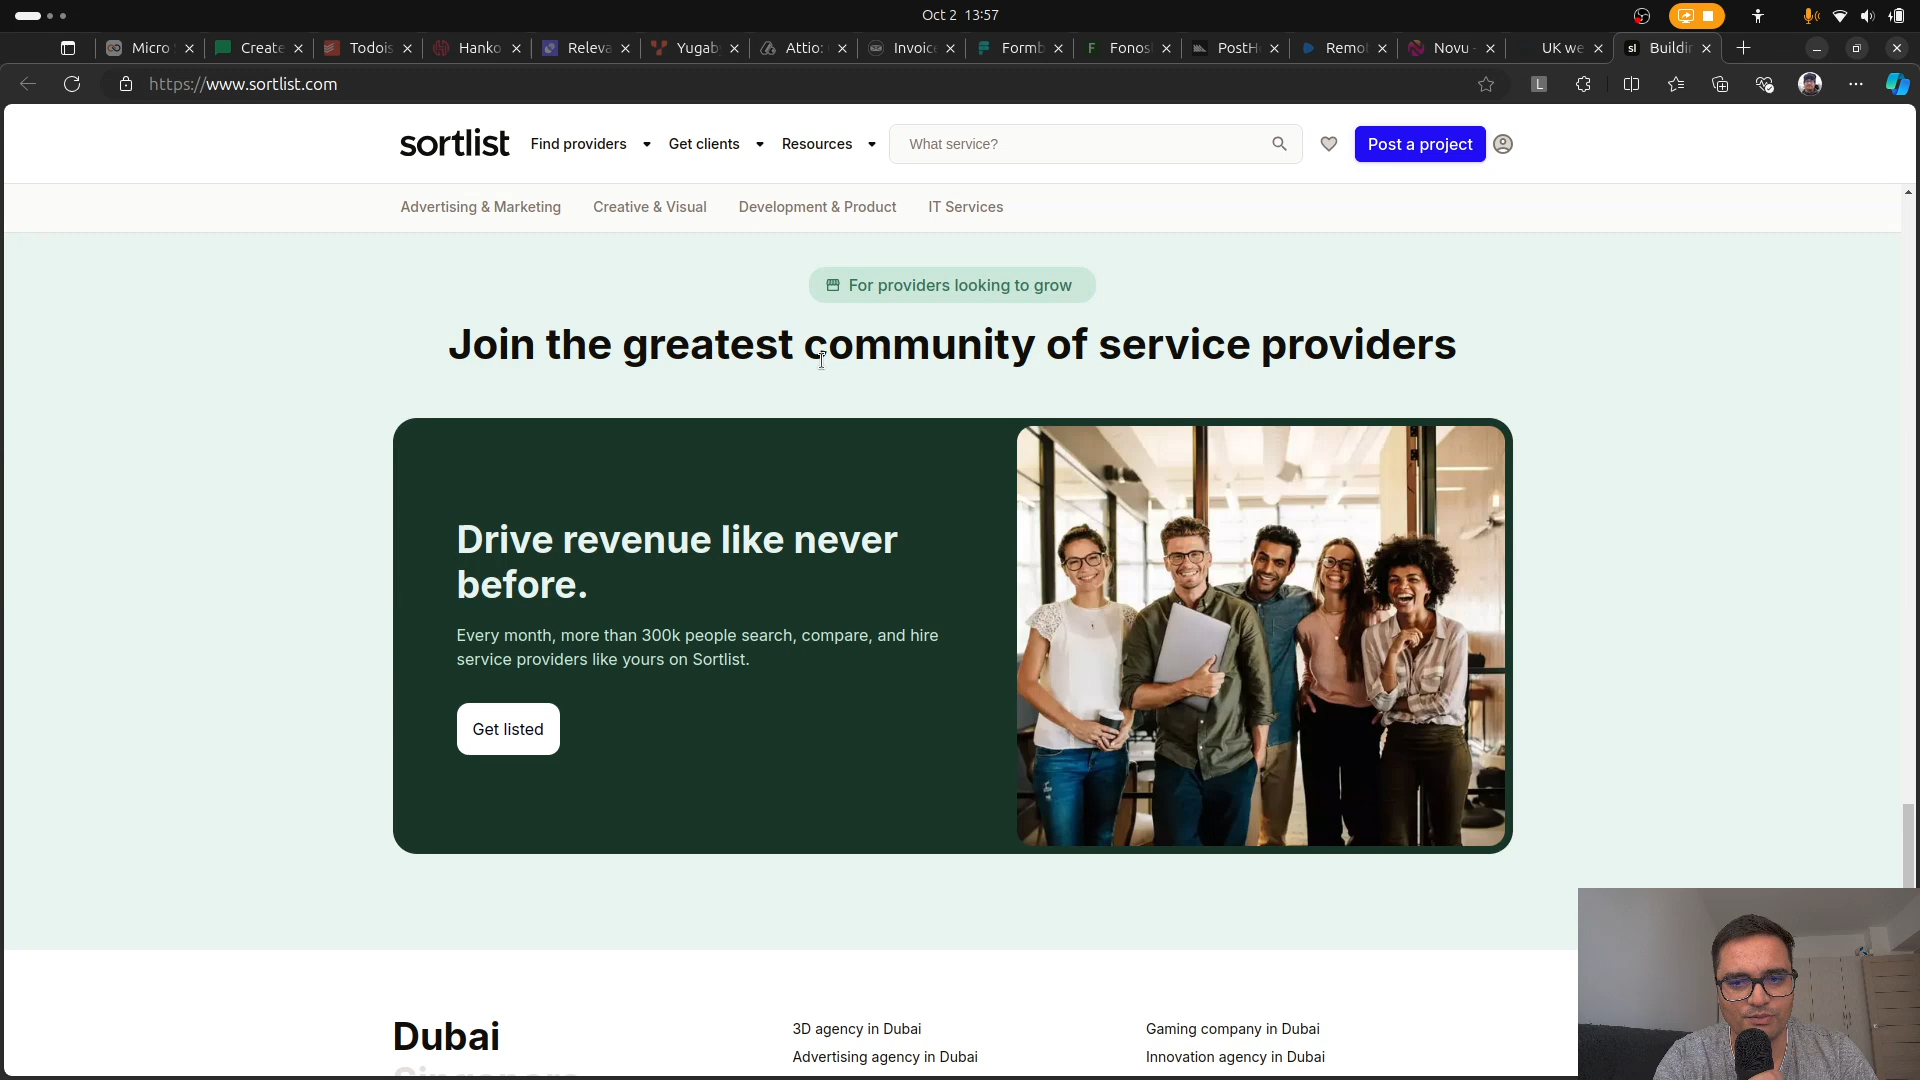 Oct 2 13:57
Micro
Create
Todois
Hanko
Releva
Yugab
Attio:
Invoice
Formb
Fonos
PostH
Remo
Novu -
UK we
sl Buildin
https://www.sortlist.com
L
sortlist
Find providers
Get clients
Resources
What service?
Post a project
Advertising & Marketing
Creative & Visual
Development & Product
IT Services
For providers looking to grow
Join the greatest community of service providers
Drive revenue like never
before.
Every month, more than 300k people search, compare, and hire
service providers like yours on Sortlist.
Get listed
Dubai
3D agency in Dubai
Gaming company in Dubai
Advertising agency in Dubai
Innovation agency in Dubai